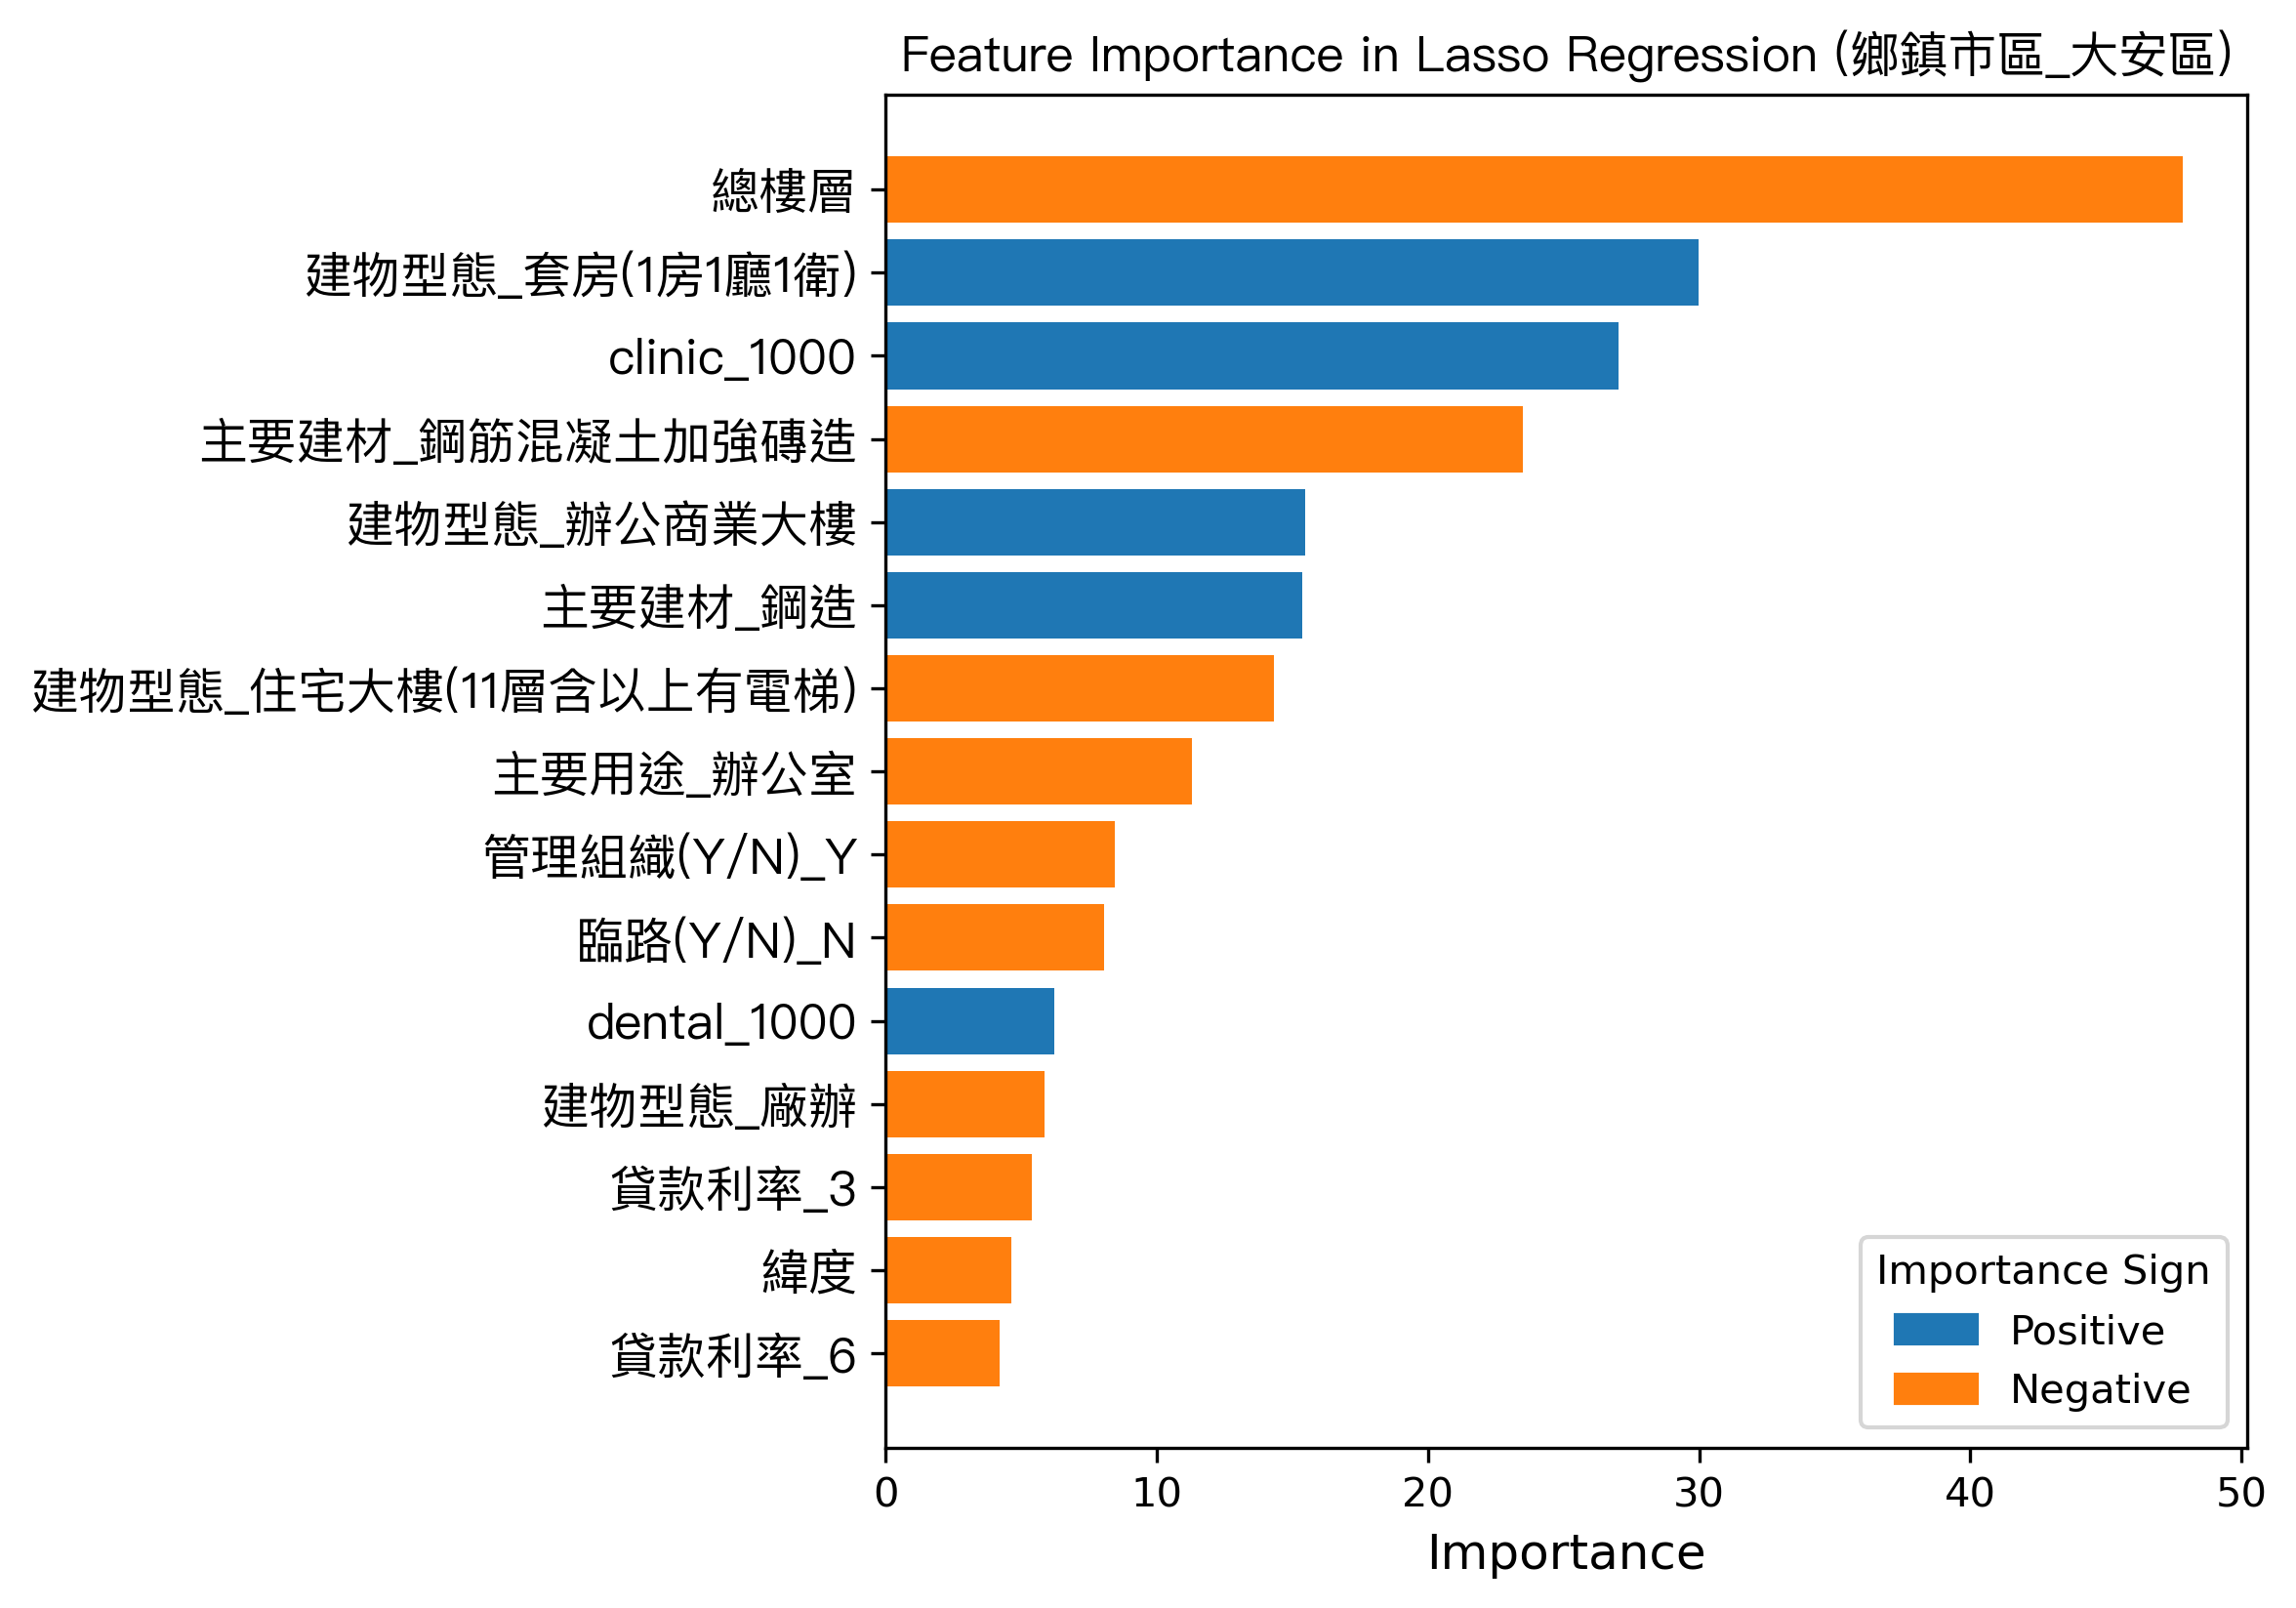 Feature Importance in Lasso Regression (鄉鎮市區_大安區)
總樓層
建物型態_套房(1房1廳1衛)
clinic_1000
主要建材_鋼筋混凝土加強磚造
建物型態_辦公商業大樓
主要建材_鋼造
建物型態_住宅大樓(11層含以上有電梯)
主要用途_辦公室
管理組織(Y/N)_Y
臨路(Y/N)_N
dental_1000
建物型態_廠辦
貸款利率_3
緯度
貸款利率_6
Importance Sign
Positive
Negative
0 10 20 30 40 50
Importance